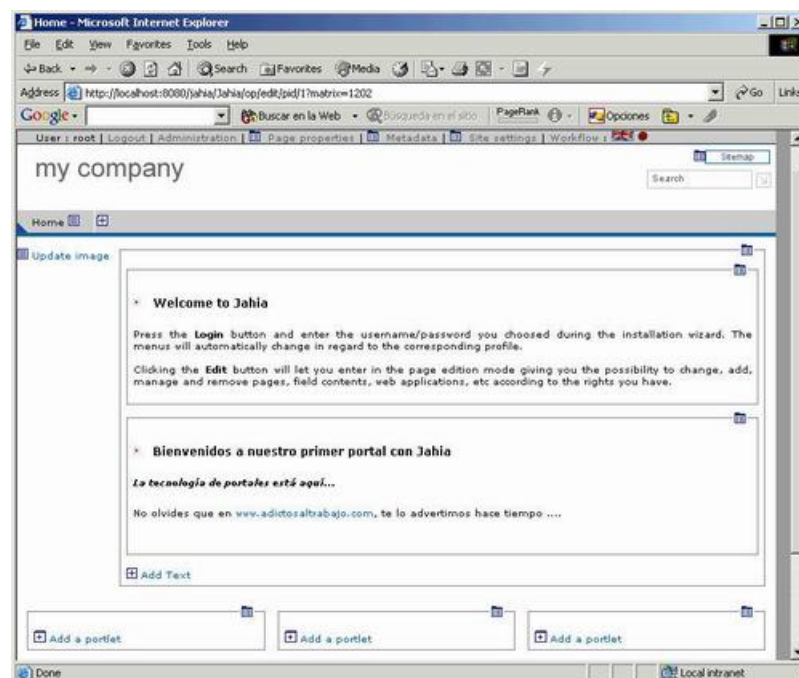 Home - Microsoft Internet Explorer
File Edit View Favorites Tools Help
Back Search Favorites Media
Address http://localhost:8080/jahia/Jahia/op/edit/pid/1?matrix=1202 Go Links
Google Buscar en la Web Búsqueda en el sitio PageRank Opciones
User : root | Logout | Administration | Page properties | Metadata | Site settings | Workflow :
Sitemap
my company
Search
Home
Update image
Welcome to Jahia
Press the Login button and enter the username/password you choosed during the installation wizard. The
menus will automatically change in regard to the corresponding profile.
Clicking the Edit button will let you enter in the page edition mode giving you the possibility to change, add,
manage and remove pages, field contents, web applications, etc according to the rights you have.
Bienvenidos a nuestro primer portal con Jahia
La tecnología de portales está aquí...
No olvides que en www.adictosaltrabajo.com, te lo advertimos hace tiempo ....
Add Text
Add a portlet Add a portlet Add a portlet
Done Local intranet